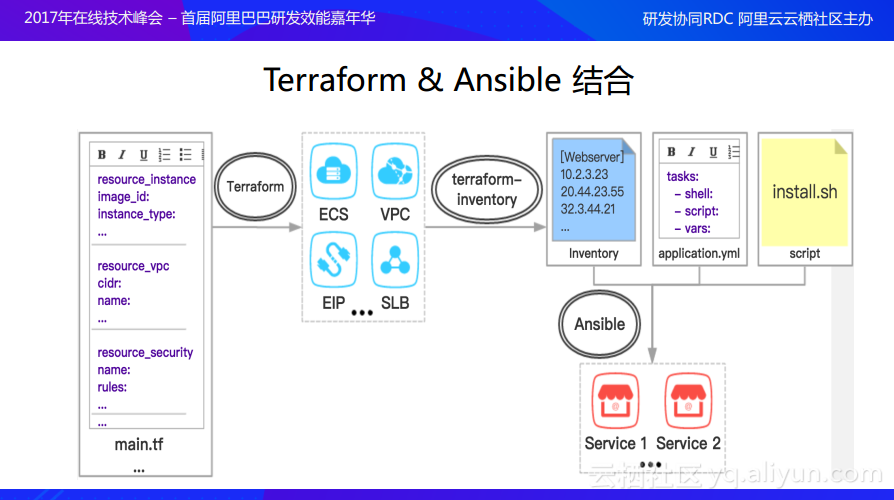 2017年在线技术峰会 – 首届阿里巴巴研发效能嘉年华
研发协同RDC 阿里云云栖社区主办
Terraform & Ansible 结合
B I U
resource_instance
image_id:
instance_type:
...
resource_vpc
cidr:
name:
...
resource_security
name:
rules:
...
...
main.tf
...
Terraform
ECS
VPC
EIP
SLB
...
terraform-
inventory
[Webserver]
10.2.3.23
20.44.23.55
32.3.44.21
...
Inventory
B I U
tasks:
– shell:
– script:
– vars:
application.yml
install.sh
script
Ansible
Service 1
Service 2
...
云栖社区 yq.aliyun.com